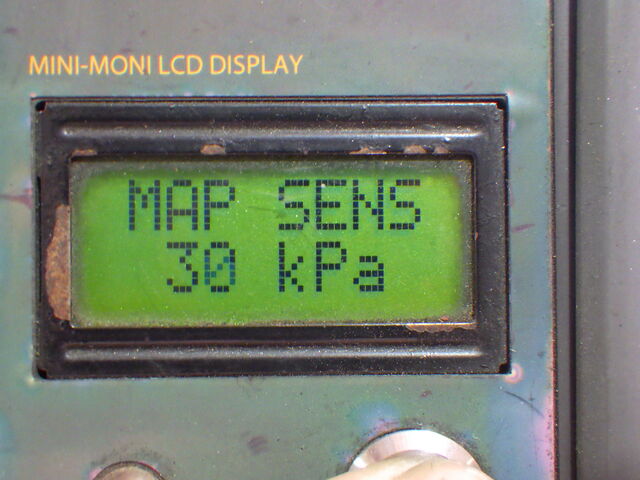 MINI-MONI LCD DISPLAY
MAP SENS
30 kPa